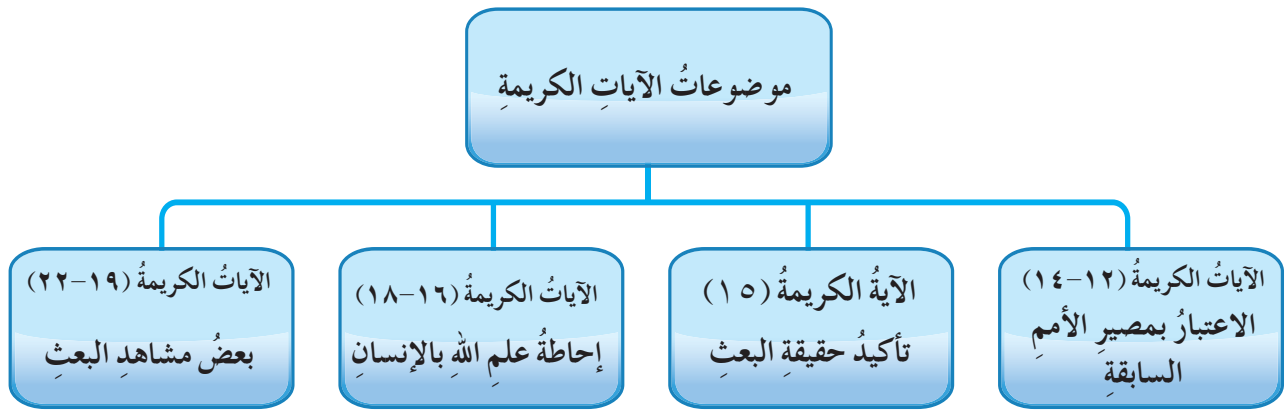 موضوعاتُ الآياتِ الكريمةِ
الآياتُ الكريمةُ (١٢-١٤)
الاعتبارُ بمصيرِ الأممِ
السابقةِ
الآيةُ الكريمةُ (١٥)
تأكيدُ حقيقةِ البعثِ
الآياتُ الكريمةُ (١٦-١٨)
إحاطةُ علمِ اللهِ بالإنسانِ
الآياتُ الكريمةُ (١٩-٢٢)
بعضُ مشاهدِ البعثِ